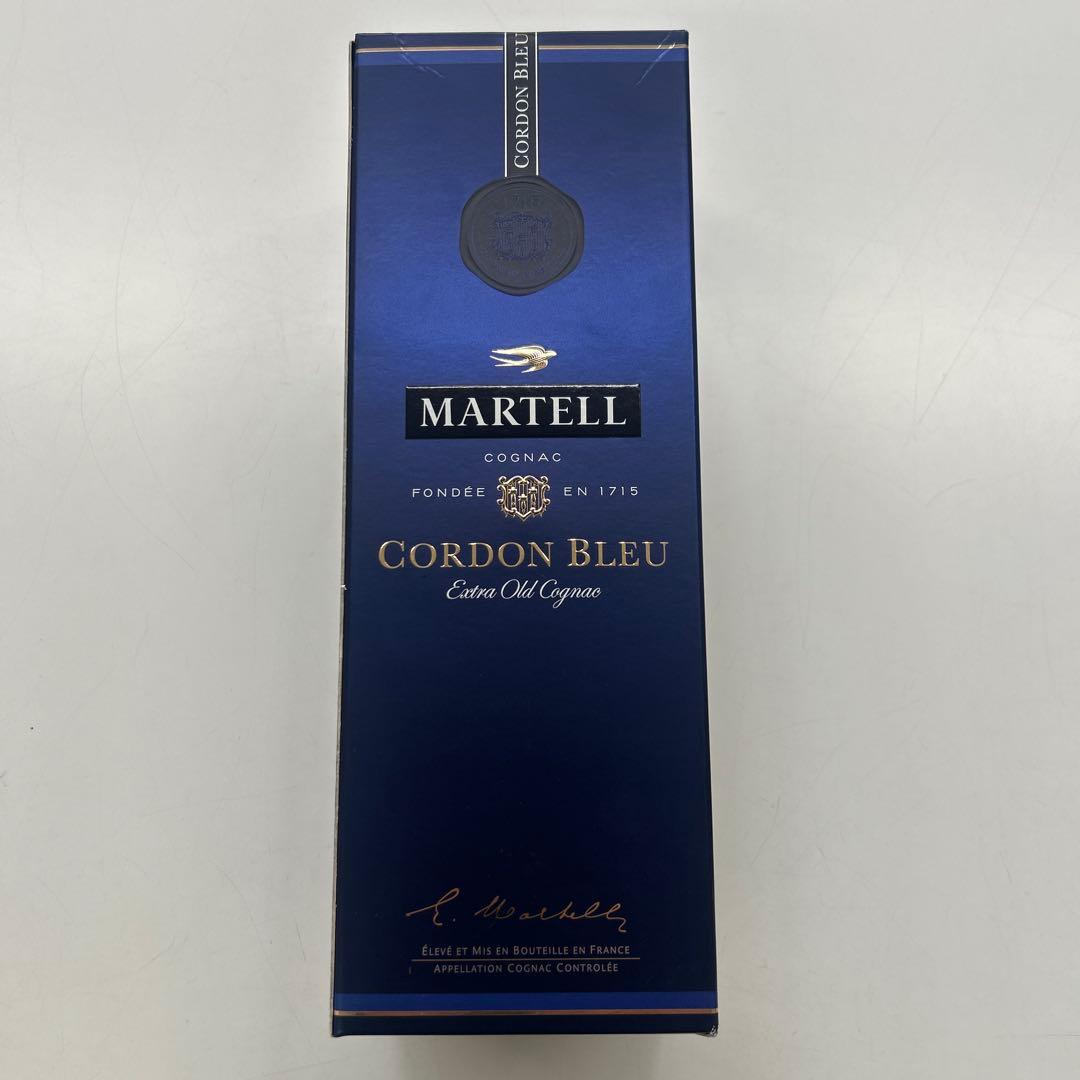 CORDON BLEU
MARTELL
COGNAC
FONDÉE EN 1715
CORDON BLEU
Extra Old Cognac
E. Martell
ÉLEVÉ ET MIS EN BOUTEILLE EN FRANCE
APPELLATION COGNAC CONTROLÉE